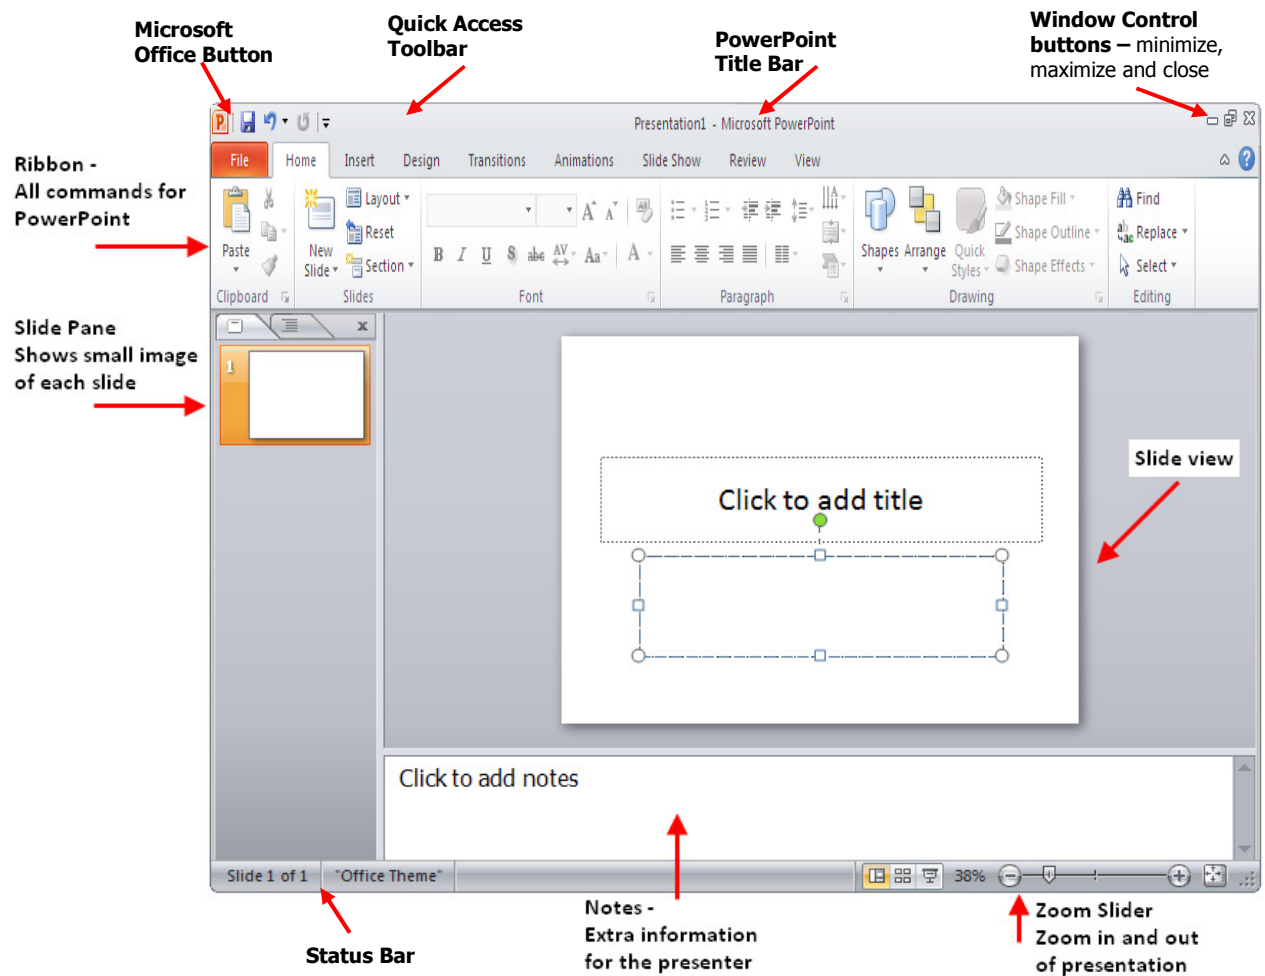 Microsoft
Office Button
Quick Access
Toolbar
PowerPoint
Title Bar
Window Control
buttons – minimize,
maximize and close
Presentation1 - Microsoft PowerPoint
File Home Insert Design Transitions Animations Slide Show Review View
Ribbon -
All commands for
PowerPoint
Paste
New
Slide
Layout
Reset
Section
B I U S abc AV Aa A
Shapes Arrange Quick
Styles
Shape Fill
Shape Outline
Shape Effects
Find
Replace
Select
Clipboard Slides Font Paragraph Drawing Editing
Slide Pane
Shows small image
of each slide
1
Slide view
Click to add title
Click to add notes
Slide 1 of 1 "Office Theme" 38%
Status Bar
Notes -
Extra information
for the presenter
Zoom Slider
Zoom in and out
of presentation